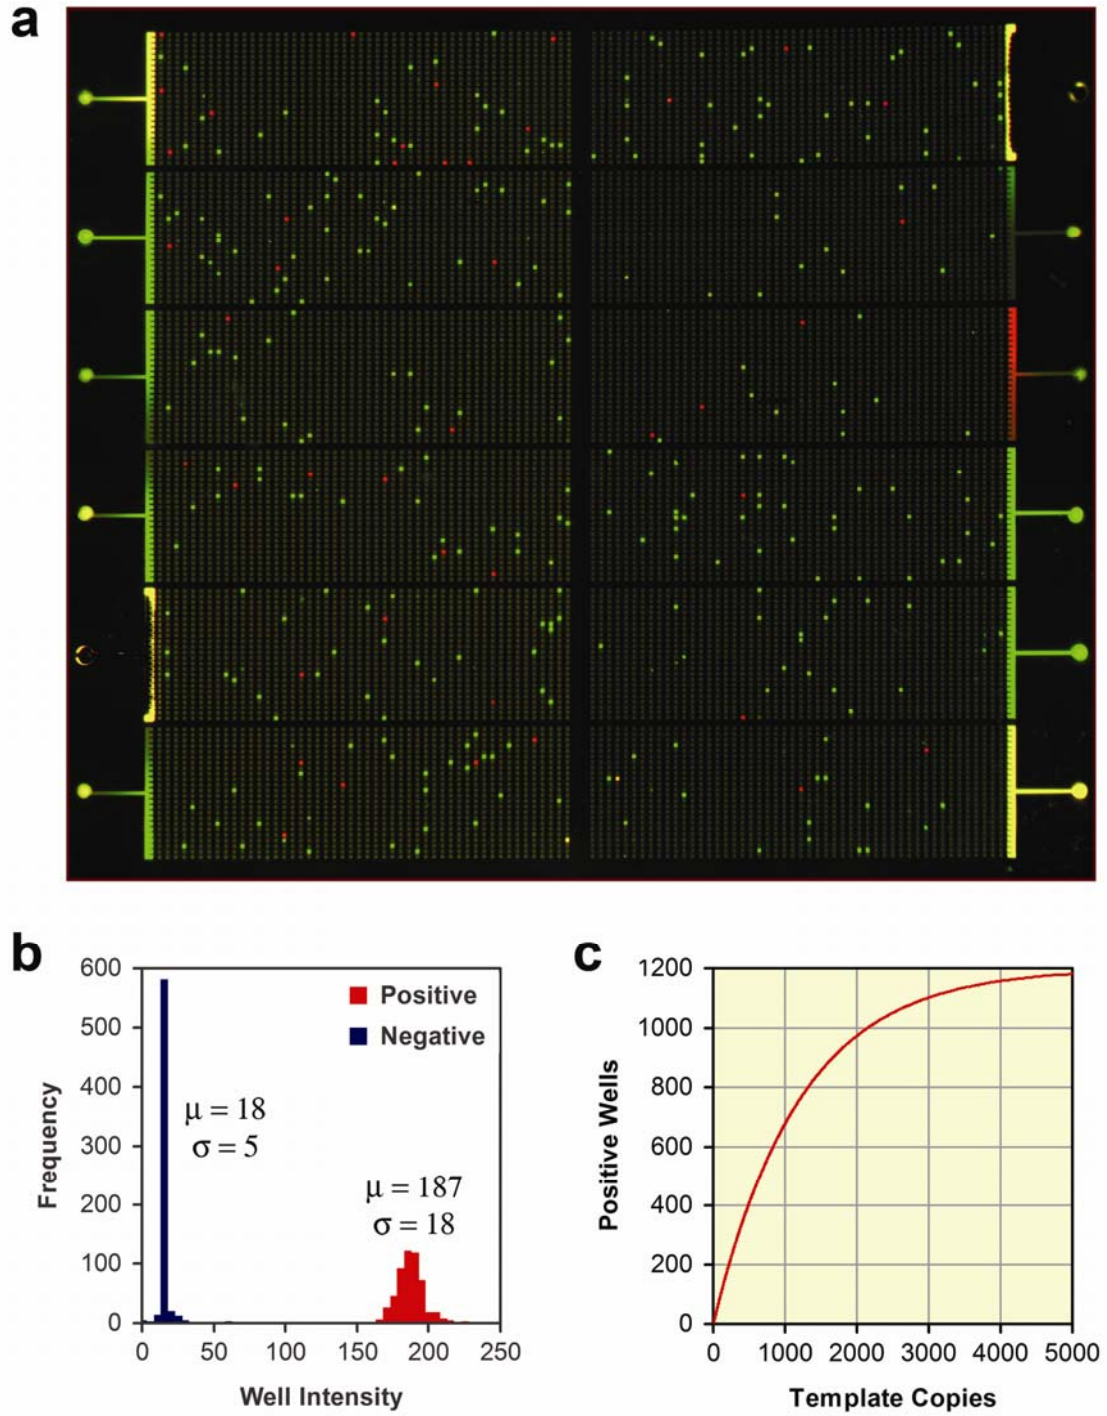 a
b
600
500
400
300
200
100
0
Frequency
0 50 100 150 200 250
Well Intensity
Positive
Negative
μ = 18
σ = 5
μ = 187
σ = 18
c
1200
1000
800
600
400
200
0
Positive Wells
0 1000 2000 3000 4000 5000
Template Copies